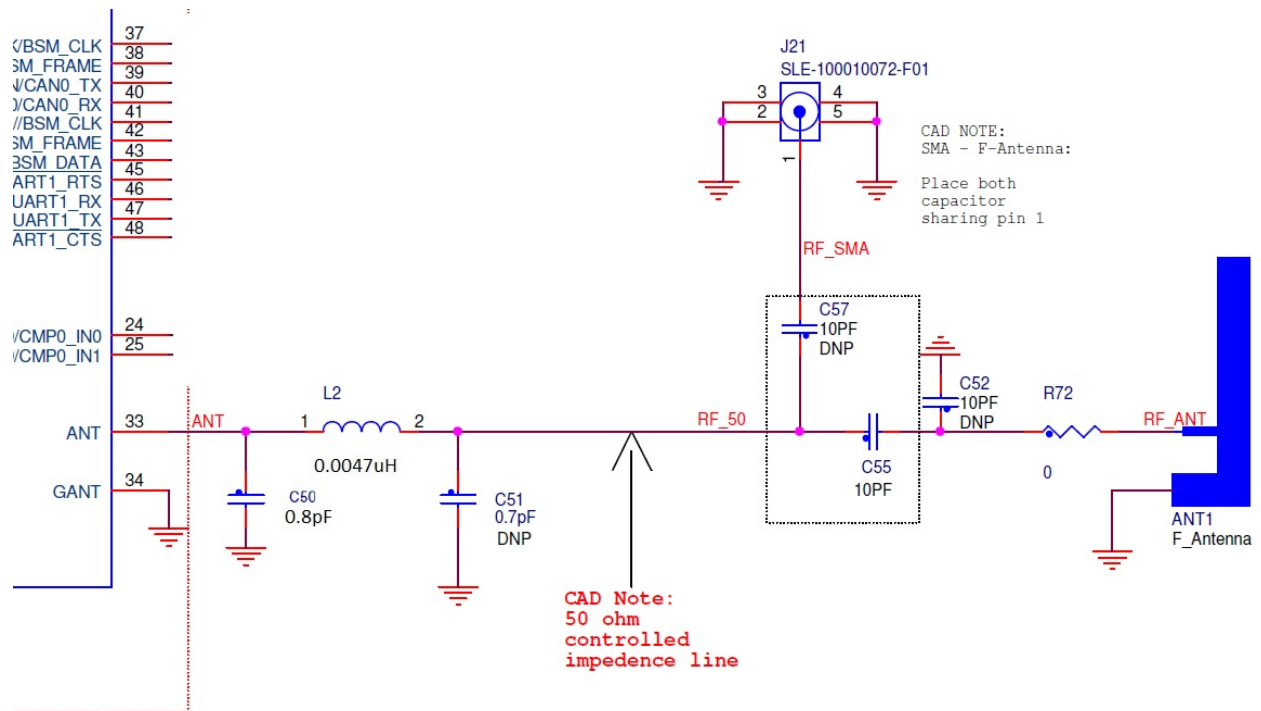 37
/BSM_CLK
38
SM_FRAME
39
/CAN0_TX
40
0/CAN0_RX
41
//BSM_CLK
42
SM_FRAME
43
BSM_DATA
45
ART1_RTS
46
UART1_RX
47
UART1_TX
48
ART1_CTS
24
)/CMP0_IN0
25
/CMP0_IN1
33
ANT
ANT
34
GANT
L2
1
2
0.0047uH
C50
0.8pF
C51
0.7pF
DNP
RF_50
CAD Note:
50 ohm
controlled
impedence line
J21
SLE-100010072-F01
3
4
2
5
1
CAD NOTE:
SMA - F-Antenna:
Place both
capacitor
sharing pin 1
RF_SMA
C57
10PF
DNP
C52
10PF
DNP
C55
10PF
R72
0
RF_ANT
ANT1
F_Antenna